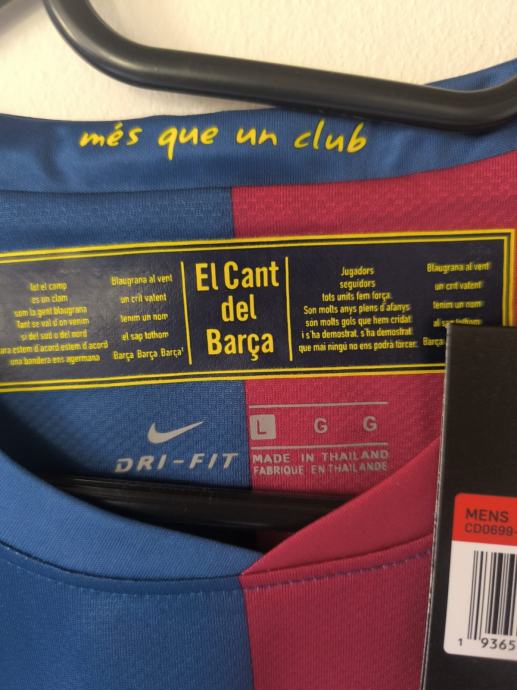 més que un club
Tot el camp
es un clam
som la gent blaugrana
Tant se val d'on venim
si del sud o del nord
ara estem d'acord estem d'acord
una bandera ens agermana
Blaugrana al vent
un crit valent
tenim un nom
el sap tothom
Barça Barça Barça!
El Cant
del
Barça
Jugadors
seguidors
tots units fem força.
Son molts anys plens d'afanys
són molts gols que hem cridat
i s'ha demostrat, s'ha demostrat
que mai ningú no ens podrà tòrcer.
Blaugrana al vent
un crit valent
tenim un nom
al sap tothom
DRI-FIT
L G G
MADE IN THAILAND
FABRIQUE EN THAILANDE
MENS
CD0699-
1 9365